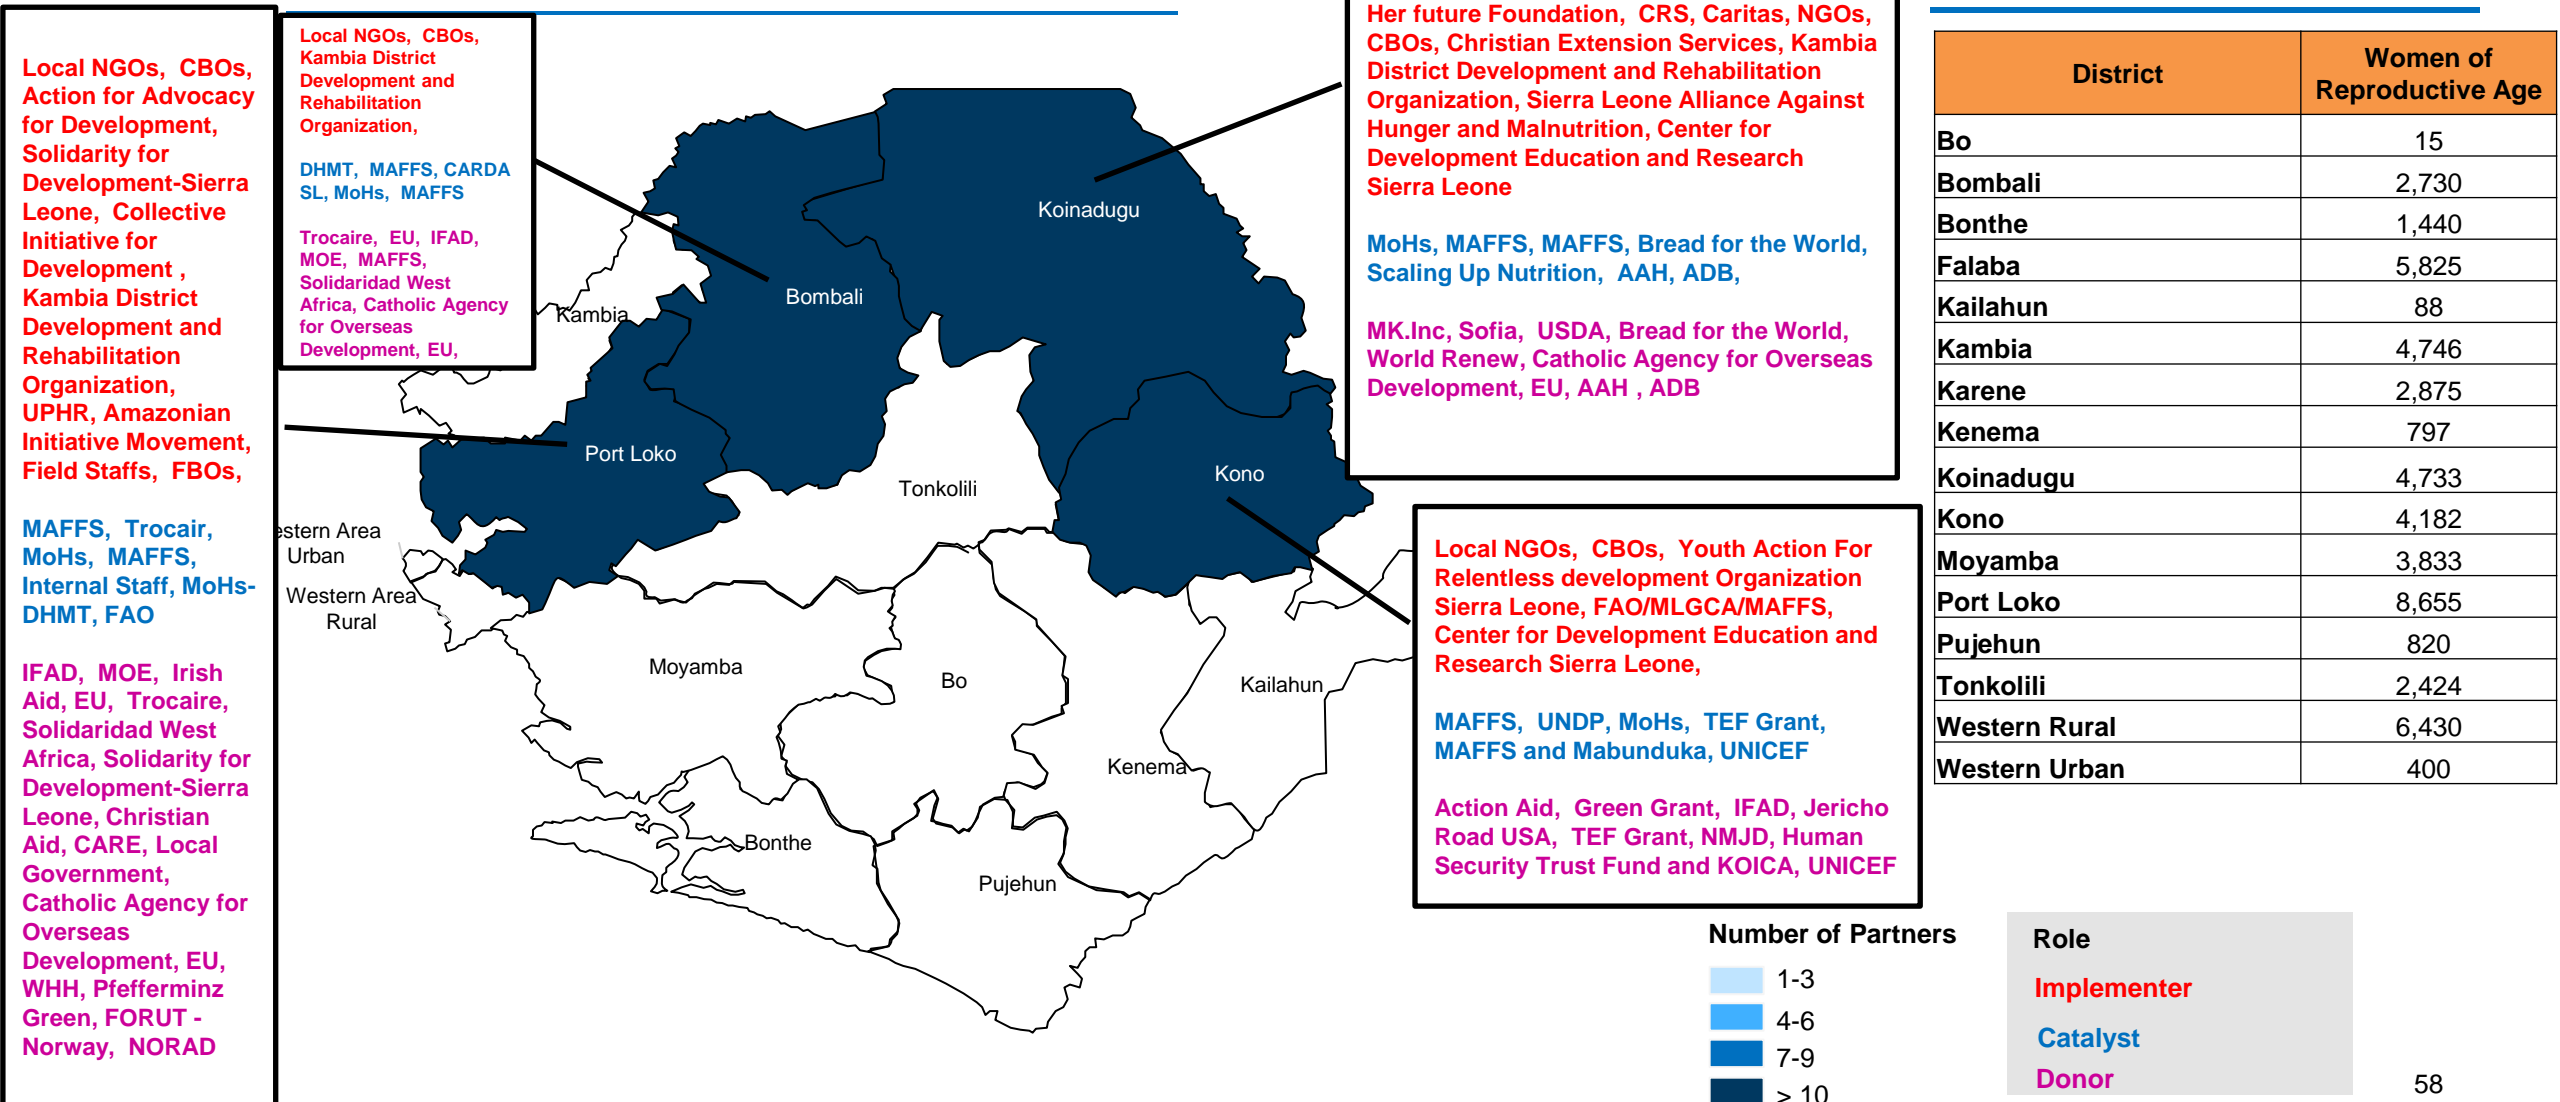 Local NGOs, CBOs,
Action for Advocacy
for Development,
Solidarity for
Development-Sierra
Leone, Collective
Initiative for
Development ,
Kambia District
Development and
Rehabilitation
Organization,
UPHR, Amazonian
Initiative Movement,
Field Staffs, FBOs,
MAFFS, Trocair,
MoHs, MAFFS,
Internal Staff, MoHs-
DHMT, FAO
IFAD, MOE, Irish
Aid, EU, Trocaire,
Solidaridad West
Africa, Solidarity for
Development-Sierra
Leone, Christian
Aid, CARE, Local
Government,
Catholic Agency for
Overseas
Development, EU,
WHH, Pfefferminz
Green, FORUT -
Norway, NORAD
Local NGOs, CBOs,
Kambia District
Development and
Rehabilitation
Organization,
DHMT, MAFFS, CARDA
SL, MoHs, MAFFS
Trocaire, EU, IFAD,
MOE, MAFFS,
Solidaridad West
Africa, Catholic Agency
for Overseas
Development, EU,
Her future Foundation, CRS, Caritas, NGOs,
CBOs, Christian Extension Services, Kambia
District Development and Rehabilitation
Organization, Sierra Leone Alliance Against
Hunger and Malnutrition, Center for
Development Education and Research
Sierra Leone
MoHs, MAFFS, MAFFS, Bread for the World,
Scaling Up Nutrition, AAH, ADB,
MK.Inc, Sofia, USDA, Bread for the World,
World Renew, Catholic Agency for Overseas
Development, EU, AAH , ADB
Local NGOs, CBOs, Youth Action For
Relentless development Organization
Sierra Leone, FAO/MLGCA/MAFFS,
Center for Development Education and
Research Sierra Leone,
MAFFS, UNDP, MoHs, TEF Grant,
MAFFS and Mabunduka, UNICEF
Action Aid, Green Grant, IFAD, Jericho
Road USA, TEF Grant, NMJD, Human
Security Trust Fund and KOICA, UNICEF
Koinadugu
Bombali
Kambia
Port Loko
Kono
Tonkolili
estern Area
Urban
Western Area
Rural
Moyamba
Bo
Kailahun
Kenema
Bonthe
Pujehun
District Women of
Reproductive Age
Bo 15
Bombali 2,730
Bonthe 1,440
Falaba 5,825
Kailahun 88
Kambia 4,746
Karene 2,875
Kenema 797
Koinadugu 4,733
Kono 4,182
Moyamba 3,833
Port Loko 8,655
Pujehun 820
Tonkolili 2,424
Western Rural 6,430
Western Urban 400
Number of Partners
1-3
4-6
7-9
> 10
Role
Implementer
Catalyst
Donor
58